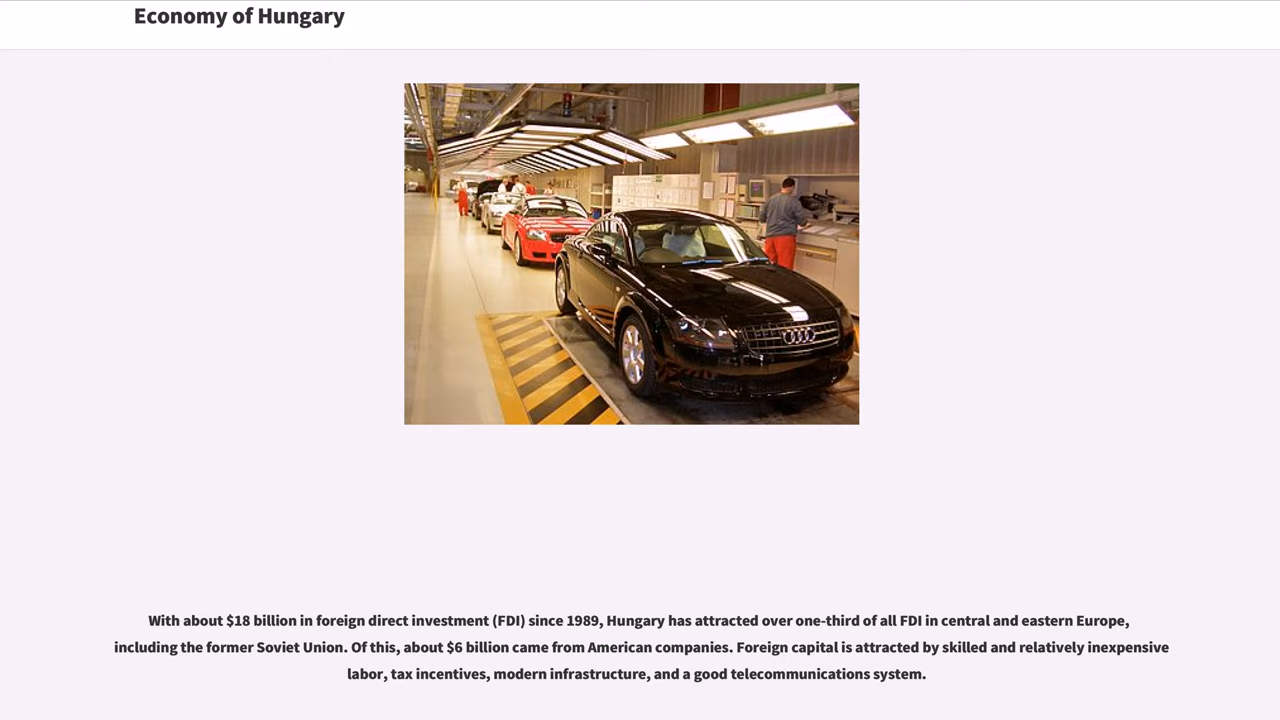 Economy of Hungary
With about $18 billion in foreign direct investment (FDI) since 1989, Hungary has attracted over one-third of all FDI in central and eastern Europe,
including the former Soviet Union. Of this, about $6 billion came from American companies. Foreign capital is attracted by skilled and relatively inexpensive
labor, tax incentives, modern infrastructure, and a good telecommunications system.